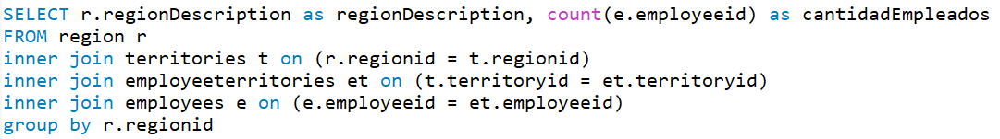 SELECT r.regionDescription as regionDescription, count(e.employeeid) as cantidadEmpleados
FROM region r
inner join territories t on (r.regionid = t.regionid)
inner join employeeterritories et on (t.territoryid = et.territoryid)
inner join employees e on (e.employeeid = et.employeeid)
group by r.regionid